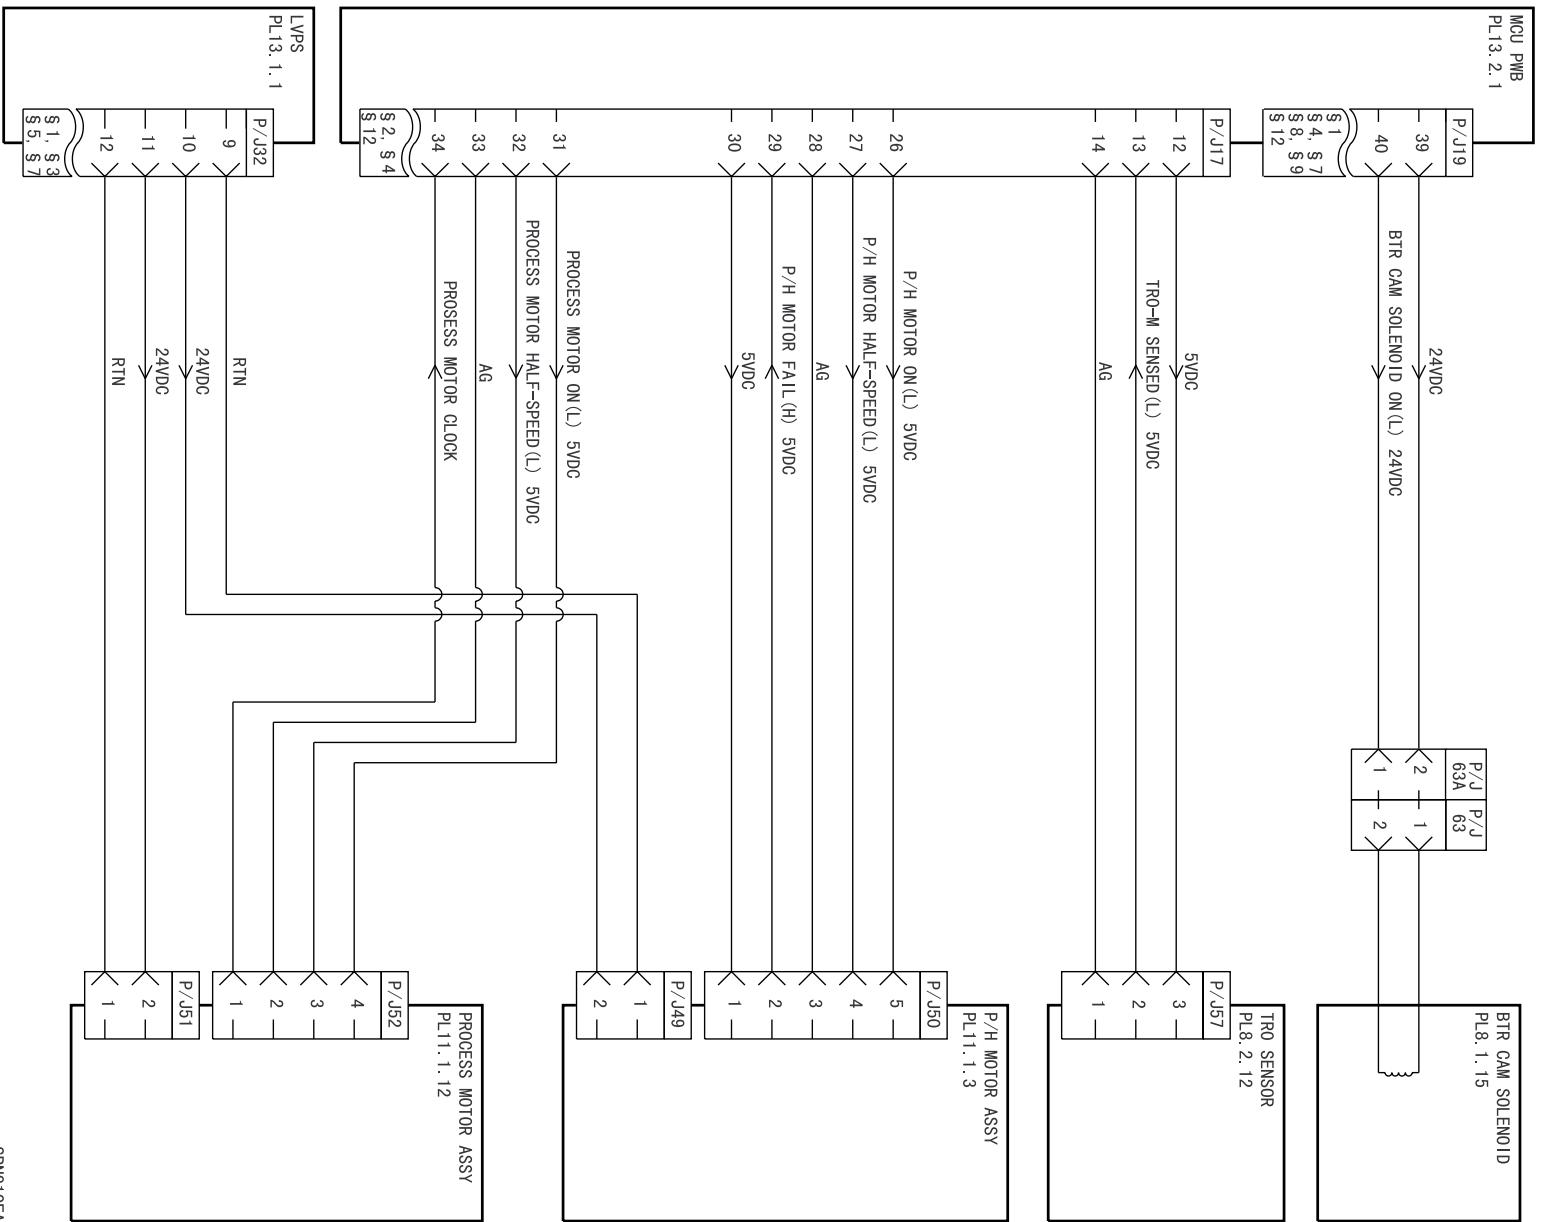 MCU PWB
PL13. 2. 1
P/J19
39
40
§ 1
§ 4, § 7
§ 8, § 9
§ 12
24VDC
BTR CAM SOLENOID ON(L) 24VDC
P/J
63A
P/J
63
2
1
1
2
BTR CAM SOLENOID
PL8. 1. 15
P/J17
12
13
14
5VDC
TRO-M SENSED(L) 5VDC
AG
P/J57
3
2
1
TRO SENSOR
PL8. 2. 12
26
27
28
29
30
P/H MOTOR ON(L) 5VDC
P/H MOTOR HALF-SPEED(L) 5VDC
AG
P/H MOTOR FAIL(H) 5VDC
5VDC
P/J50
5
4
3
2
1
P/H MOTOR ASSY
PL11. 1. 3
P/J49
1
2
31
32
33
34
§ 2, § 4
§ 12
PROCESS MOTOR ON(L) 5VDC
PROCESS MOTOR HALF-SPEED(L) 5VDC
AG
PROSESS MOTOR CLOCK
P/J52
4
3
2
1
PROCESS MOTOR ASSY
PL11. 1. 12
LVPS
PL13. 1. 1
P/J32
9
10
11
12
§ 1, § 3
§ 5, § 7
RTN
24VDC
24VDC
RTN
P/J51
2
1